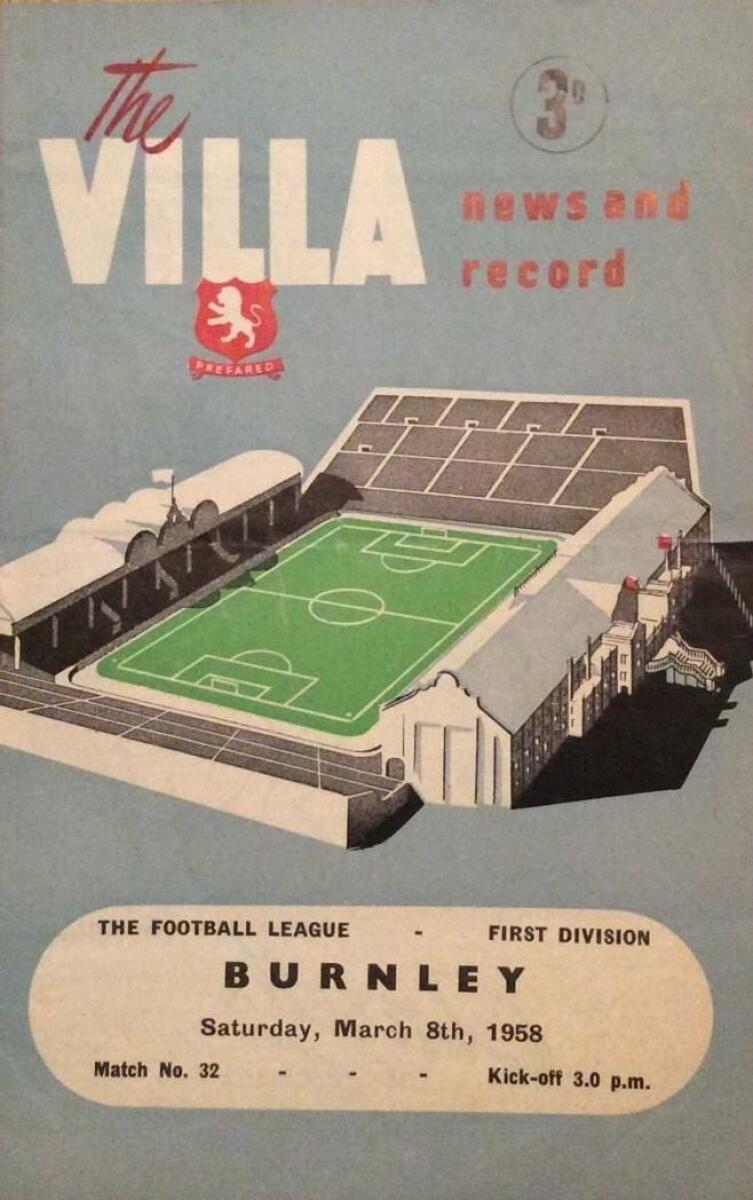 The
VILLA
3D
news and
record
PREPARED
THE FOOTBALL LEAGUE - FIRST DIVISION
BURNLEY
Saturday, March 8th, 1958
Match No. 32 - - - Kick-off 3.0 p.m.